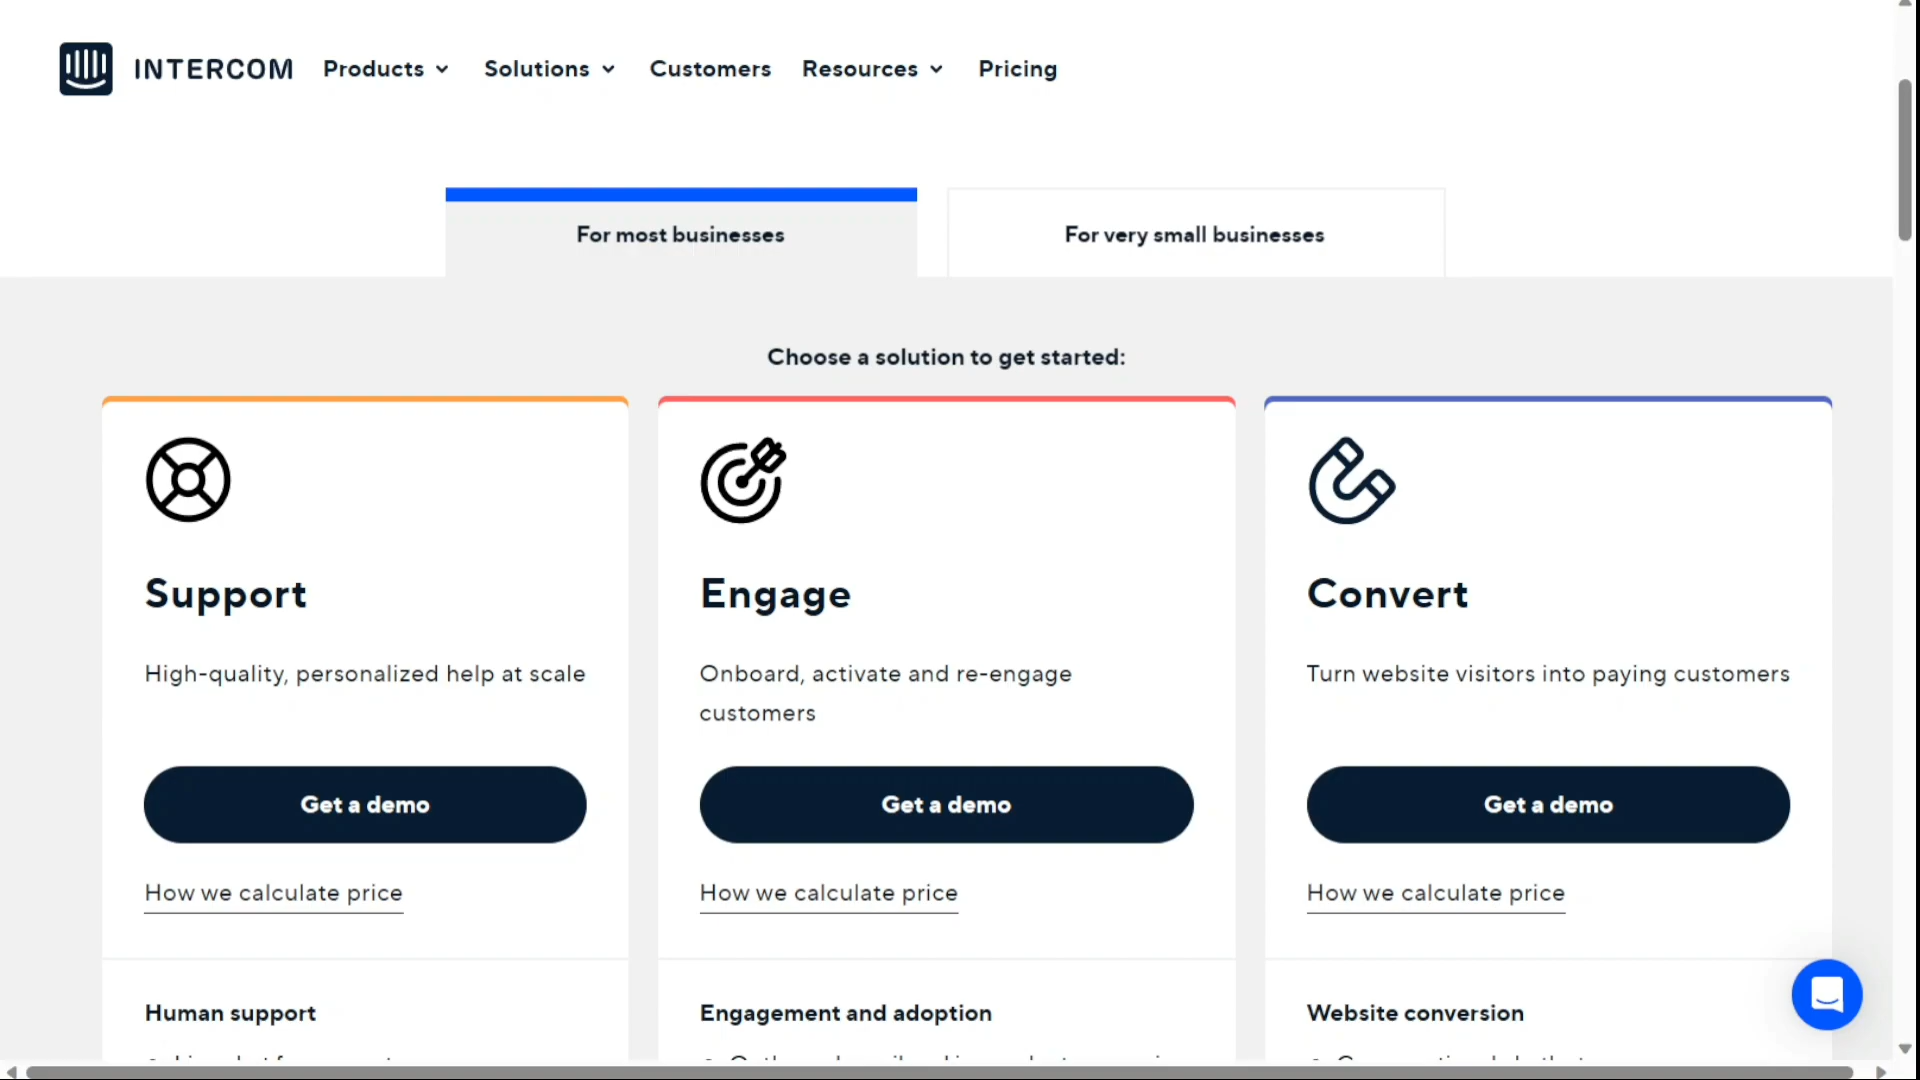 INTERCOM Products Solutions Customers Resources Pricing
For most businesses
For very small businesses
Choose a solution to get started:
Support
High-quality, personalized help at scale
Get a demo
How we calculate price
Human support
Engage
Onboard, activate and re-engage
customers
Get a demo
How we calculate price
Engagement and adoption
Convert
Turn website visitors into paying customers
Get a demo
How we calculate price
Website conversion